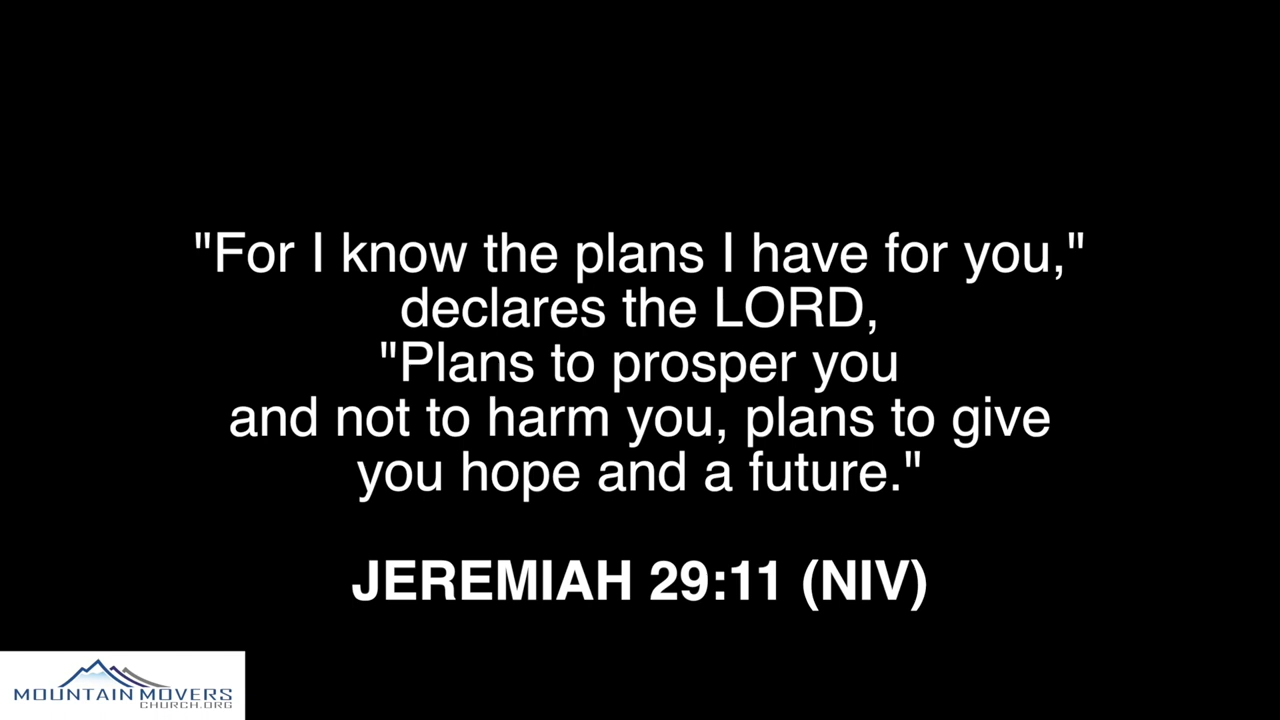 "For I know the plans I have for you,"
declares the LORD,
"Plans to prosper you
and not to harm you, plans to give
you hope and a future."
JEREMIAH 29:11 (NIV)
MOUNTAIN MOVERS
CHURCH.ORG